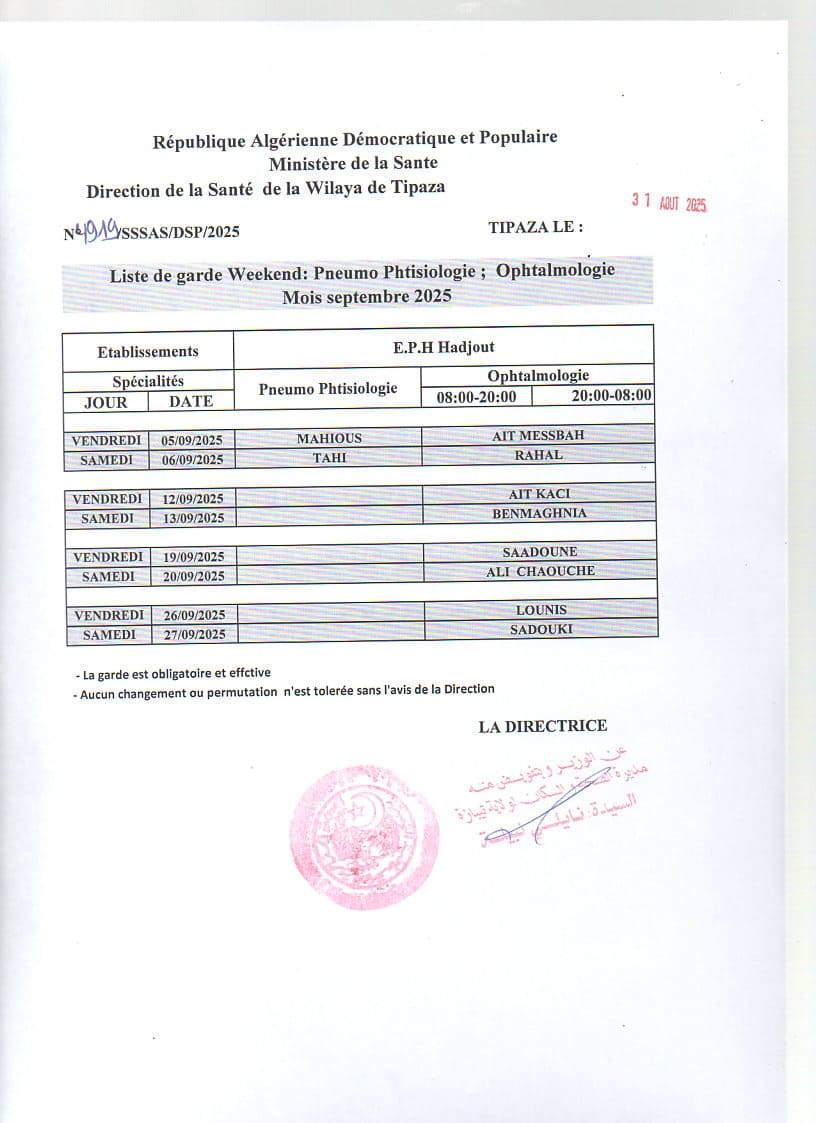 République Algérienne Démocratique et Populaire
Ministère de la Sante
Direction de la Santé de la Wilaya de Tipaza
31 AOUT 2025
N° 4919/SSSAS/DSP/2025 TIPAZA LE :
Liste de garde Weekend: Pneumo Phtisiologie ; Ophtalmologie
Mois septembre 2025
Etablissements E.P.H Hadjout
Spécialités Pneumo Phtisiologie Ophtalmologie
JOUR DATE 08:00-20:00 20:00-08:00
VENDREDI 05/09/2025 MAHIOUS AIT MESSBAH
SAMEDI 06/09/2025 TAHI RAHAL
VENDREDI 12/09/2025 AIT KACI
SAMEDI 13/09/2025 BENMAGHNIA
VENDREDI 19/09/2025 SAADOUNE
SAMEDI 20/09/2025 ALI CHAOUCHE
VENDREDI 26/09/2025 LOUNIS
SAMEDI 27/09/2025 SADOUKI
- La garde est obligatoire et effctive
- Aucun changement ou permutation n'est tolerée sans l'avis de la Direction
LA DIRECTRICE
عن الوزير و بتفويض منه
مديرة الصحة و السكان لولاية تيبازة
السيدة: نايلي